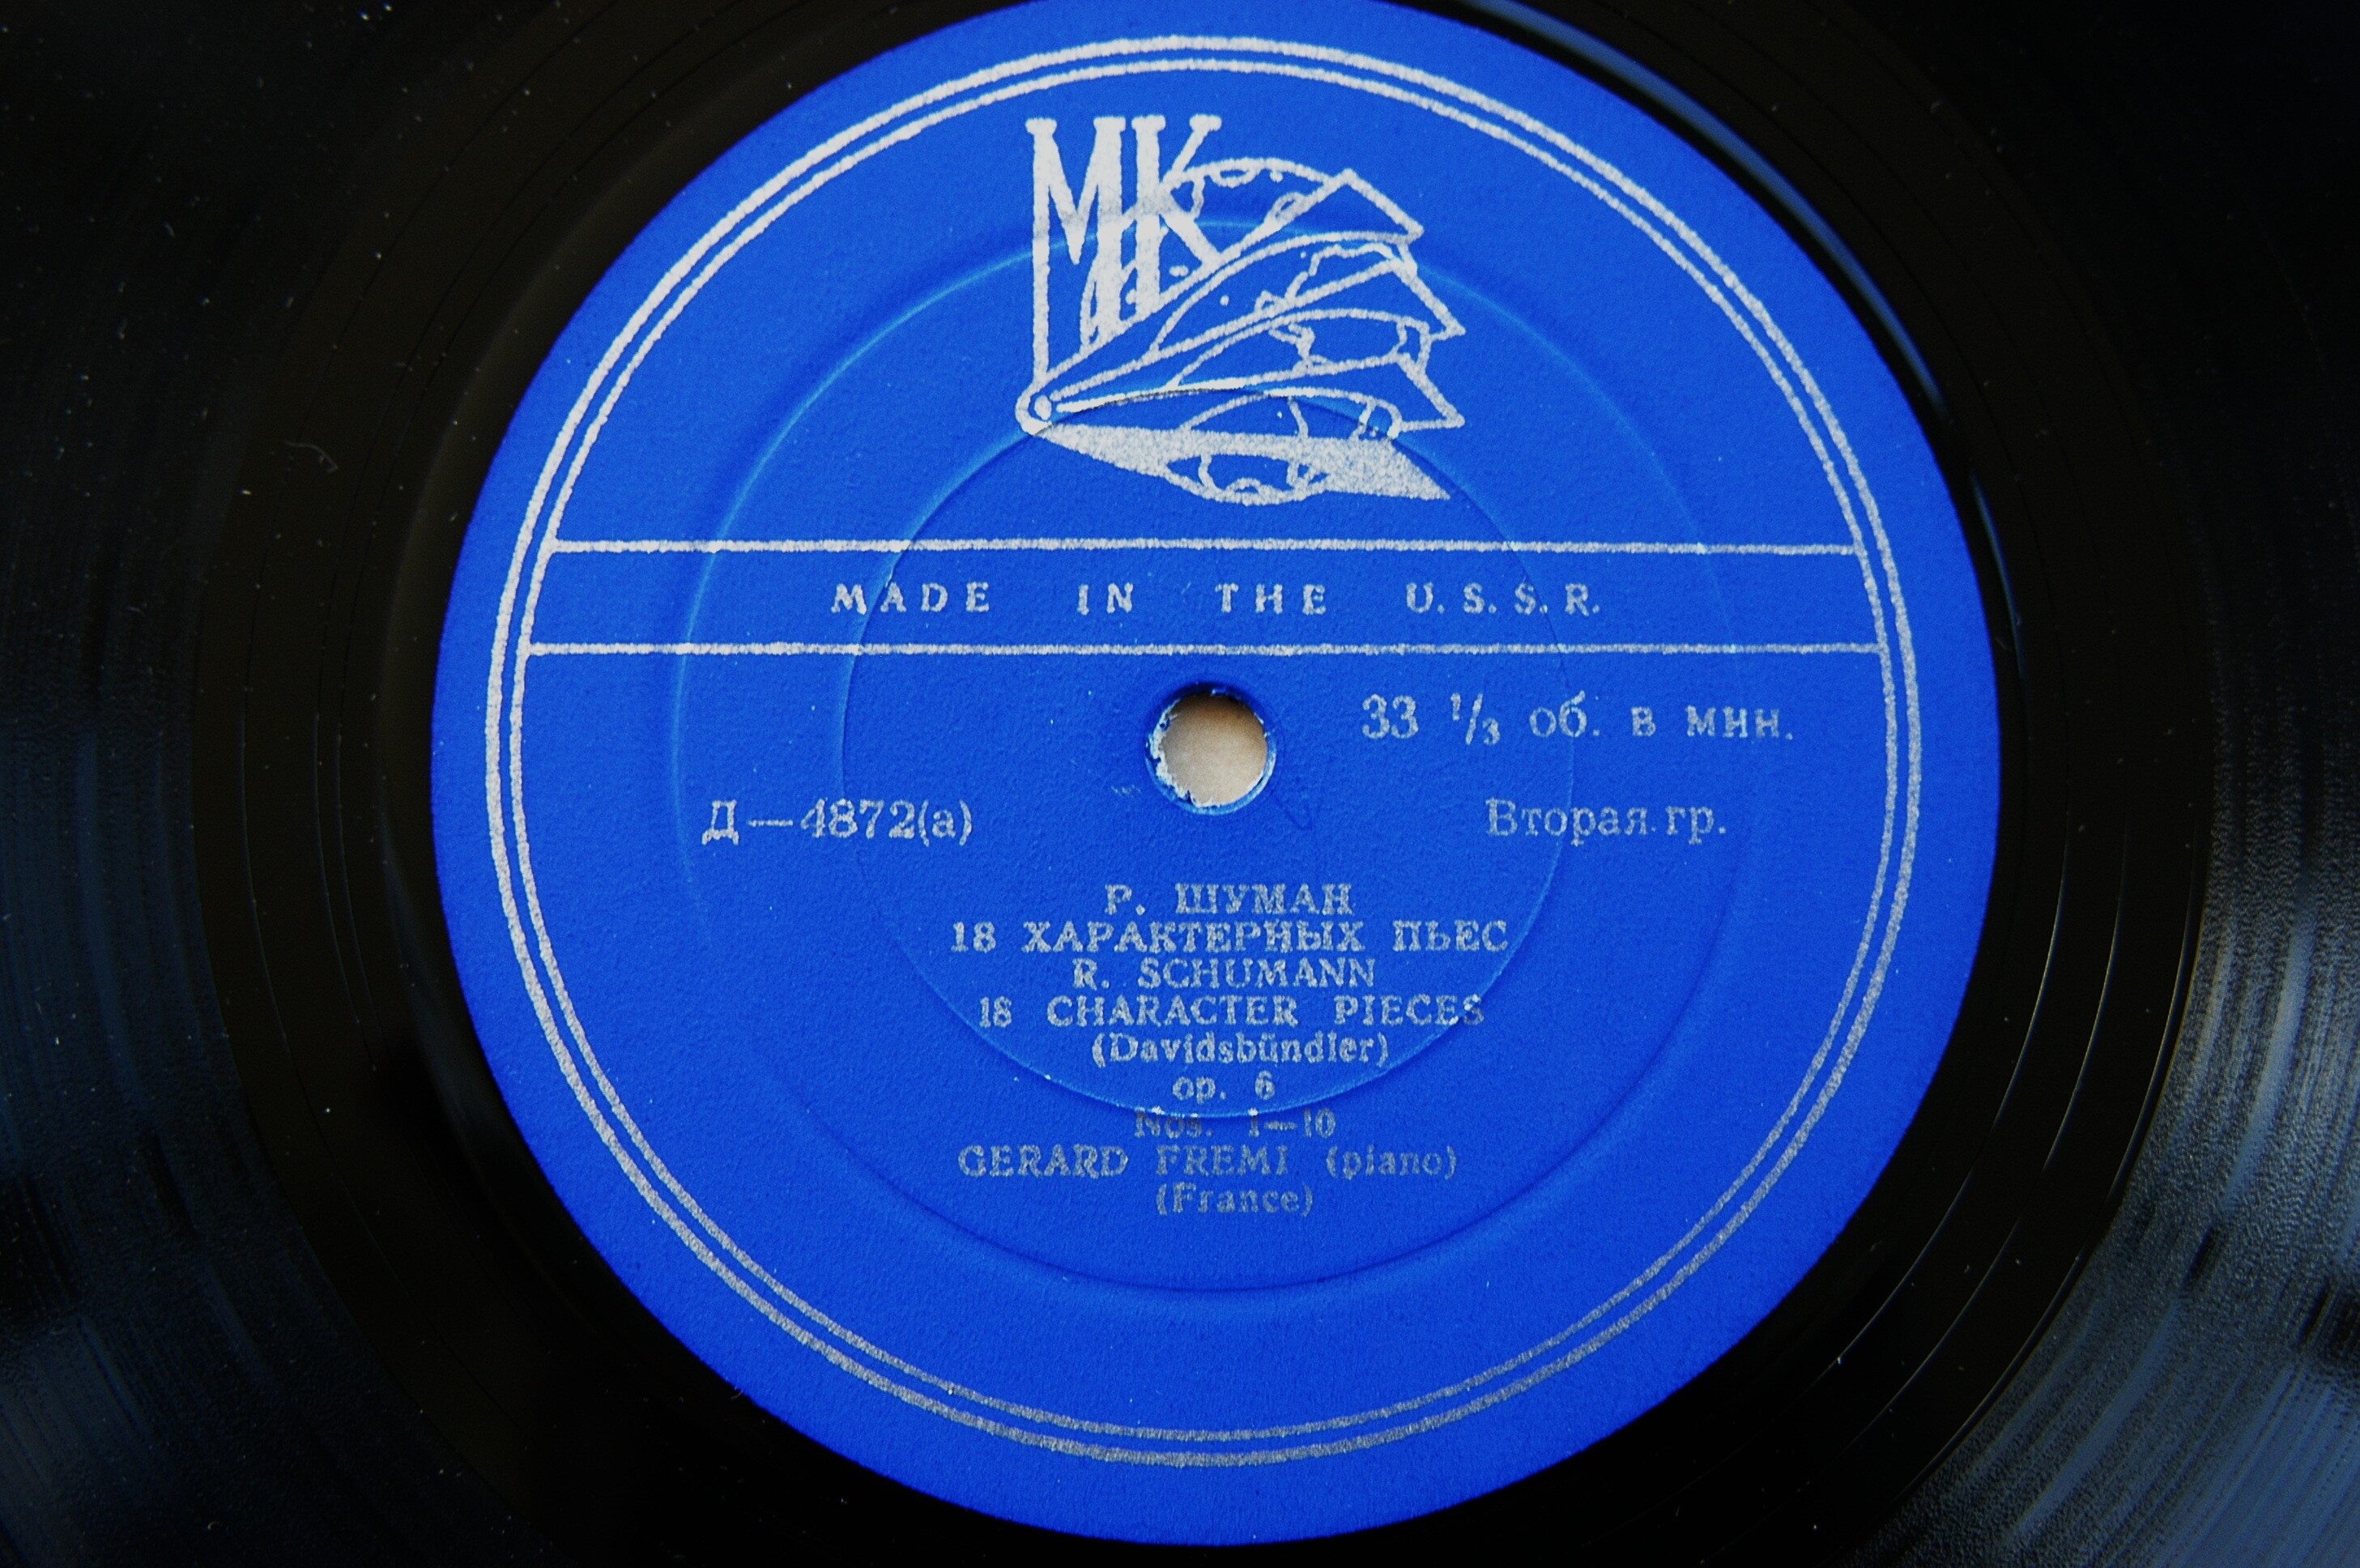 МК
MADE IN THE U.S.S.R.
33 1/3 об. в мин.
Д—4872(а)
Вторая гр.
Р. ШУМАН
18 ХАРАКТЕРНЫХ ПЬЕС
R. SCHUMANN
18 CHARACTER PIECES
(Davidsbündler)
op. 6
Nos. 1—10
GERARD FREMI (piano)
(France)